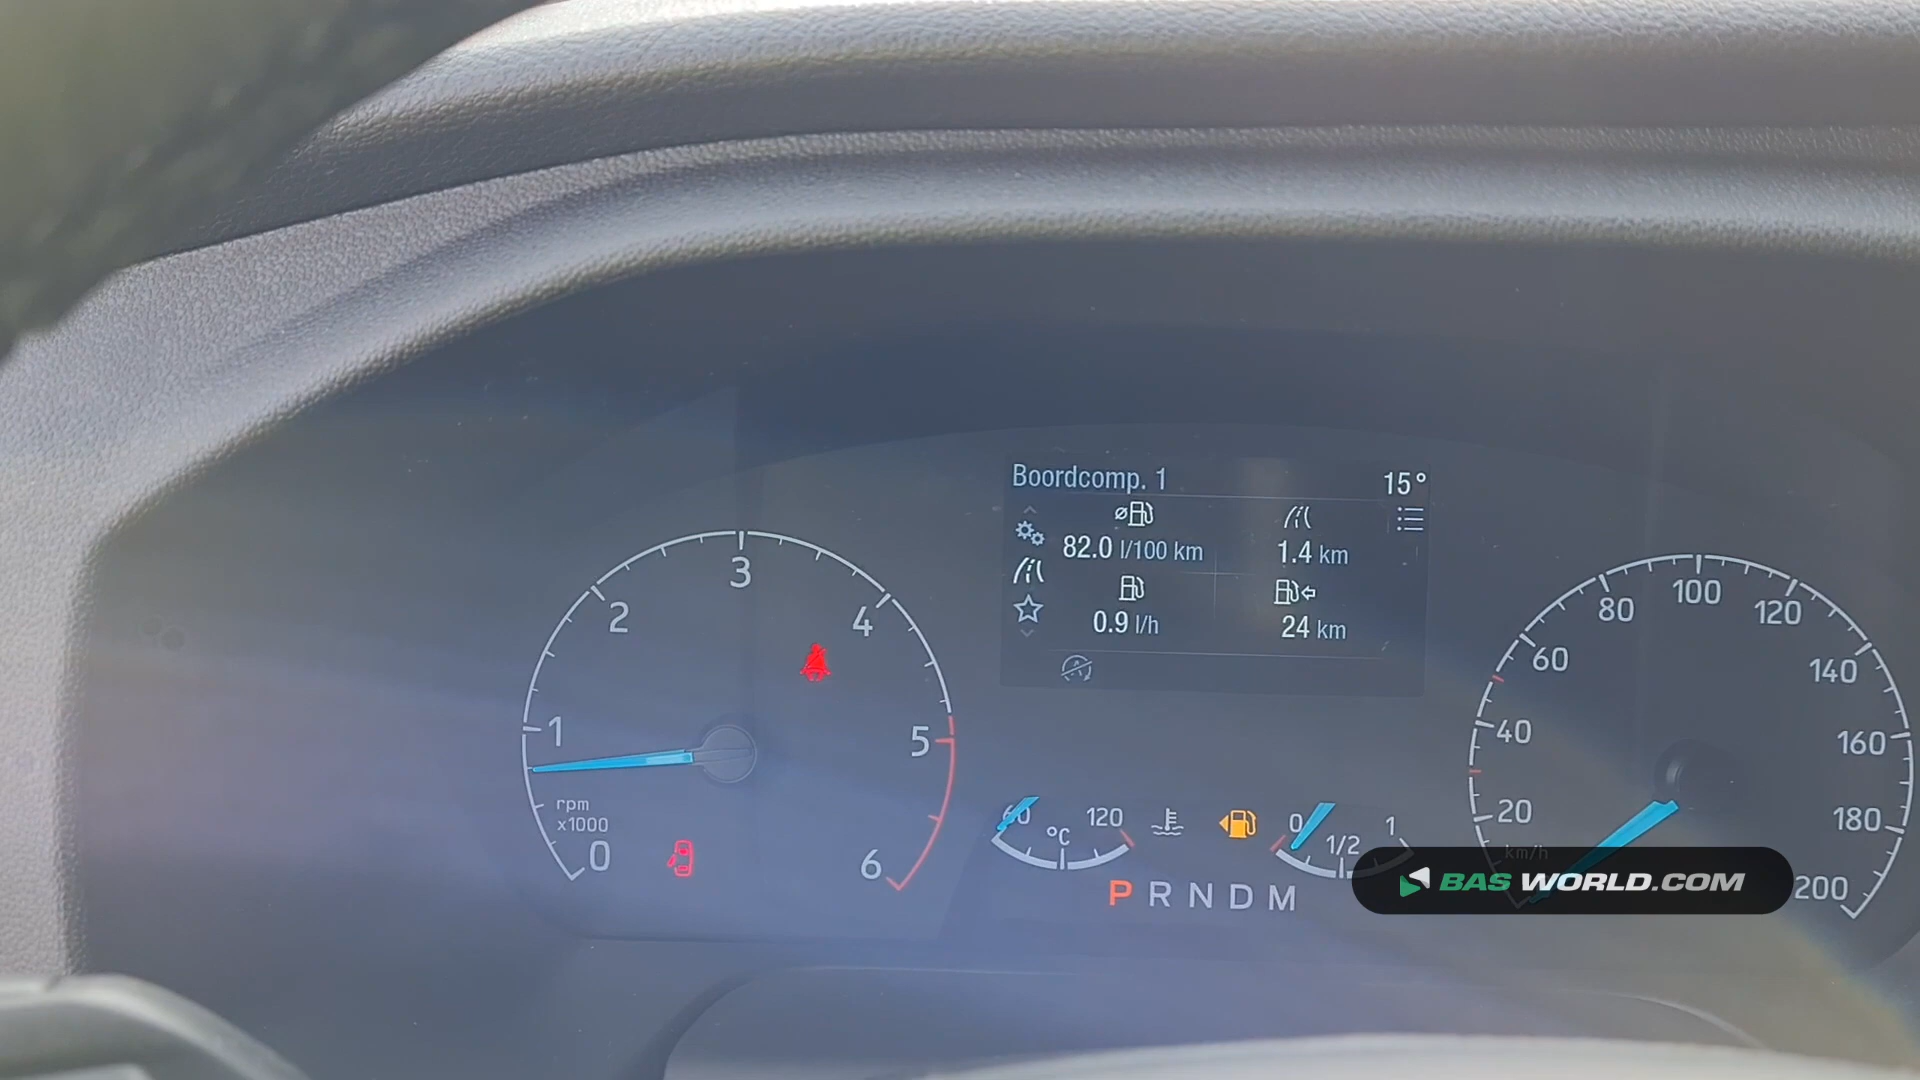 Boordcomp. 1
15°
82.0 l/100 km
1.4 km
0.9 l/h
24 km
0
1
2
3
4
5
6
rpm
x1000
60
°C
120
0
1/2
1
P R N D M
20
40
60
80
100
120
140
160
180
200
km/h
BAS WORLD.COM